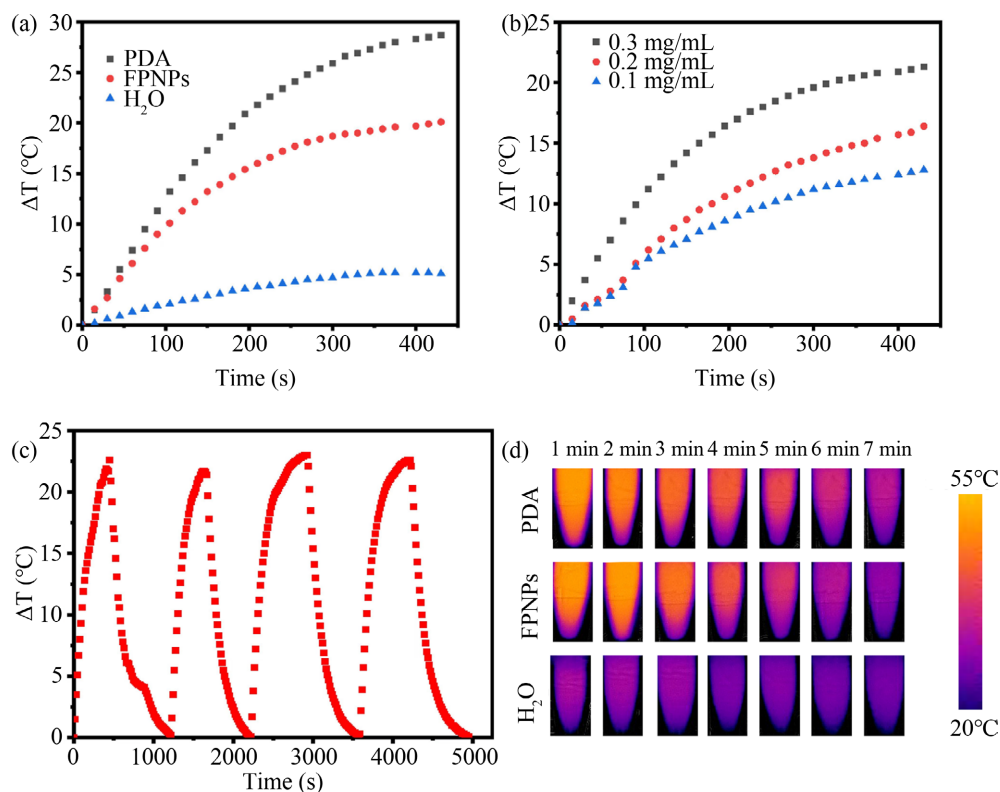 (a)
30
25
20
15
10
5
0
PDA
FPNPs
H₂O
ΔT (°C)
0 100 200 300 400
Time (s)
(b)
20
15
10
5
0
0.3 mg/mL
0.2 mg/mL
0.1 mg/mL
ΔT (°C)
0 100 200 300 400
Time (s)
(c)
25
20
15
10
5
0
ΔT (°C)
0 1000 2000 3000 4000 5000
Time (s)
(d)
1 min 2 min 3 min 4 min 5 min 6 min 7 min
PDA
FPNPs
H₂O
55°C
20°C